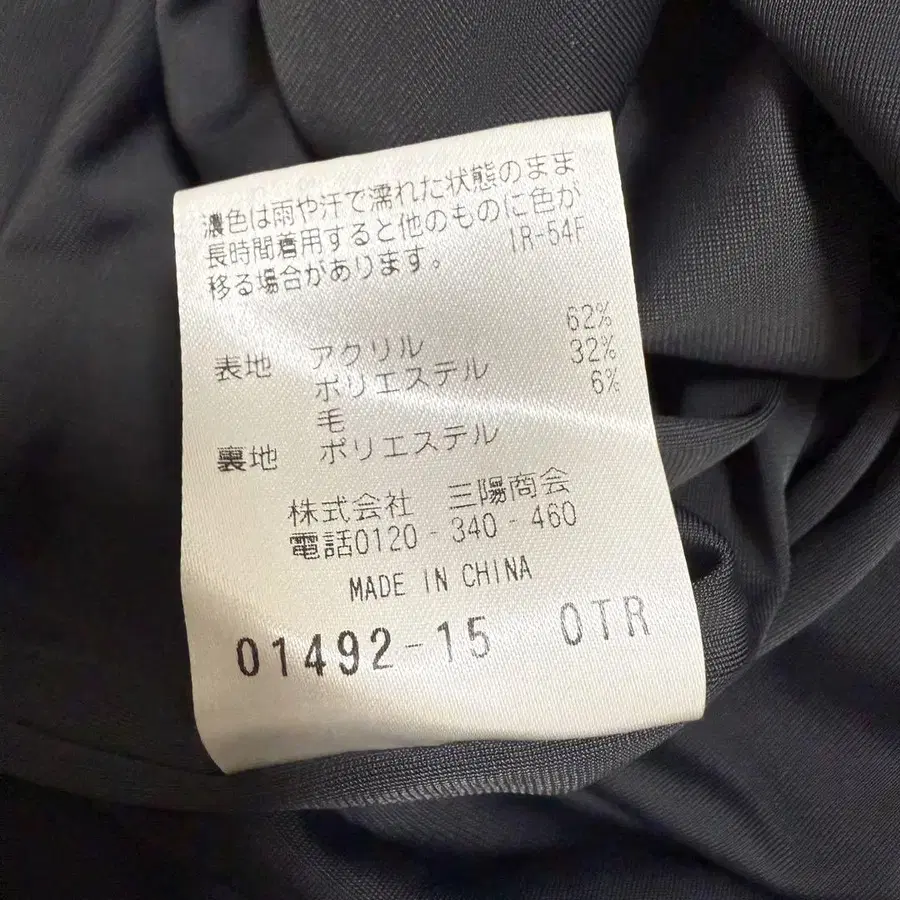 濃色は雨や汗で濡れた状態のまま
長時間着用すると他のものに色が
移る場合があります。 IR-54F
表地 アクリル 62%
ポリエステル 32%
毛 6%
裏地 ポリエステル
株式会社 三陽商会
電話0120-340-460
MADE IN CHINA
01492-15 OTR